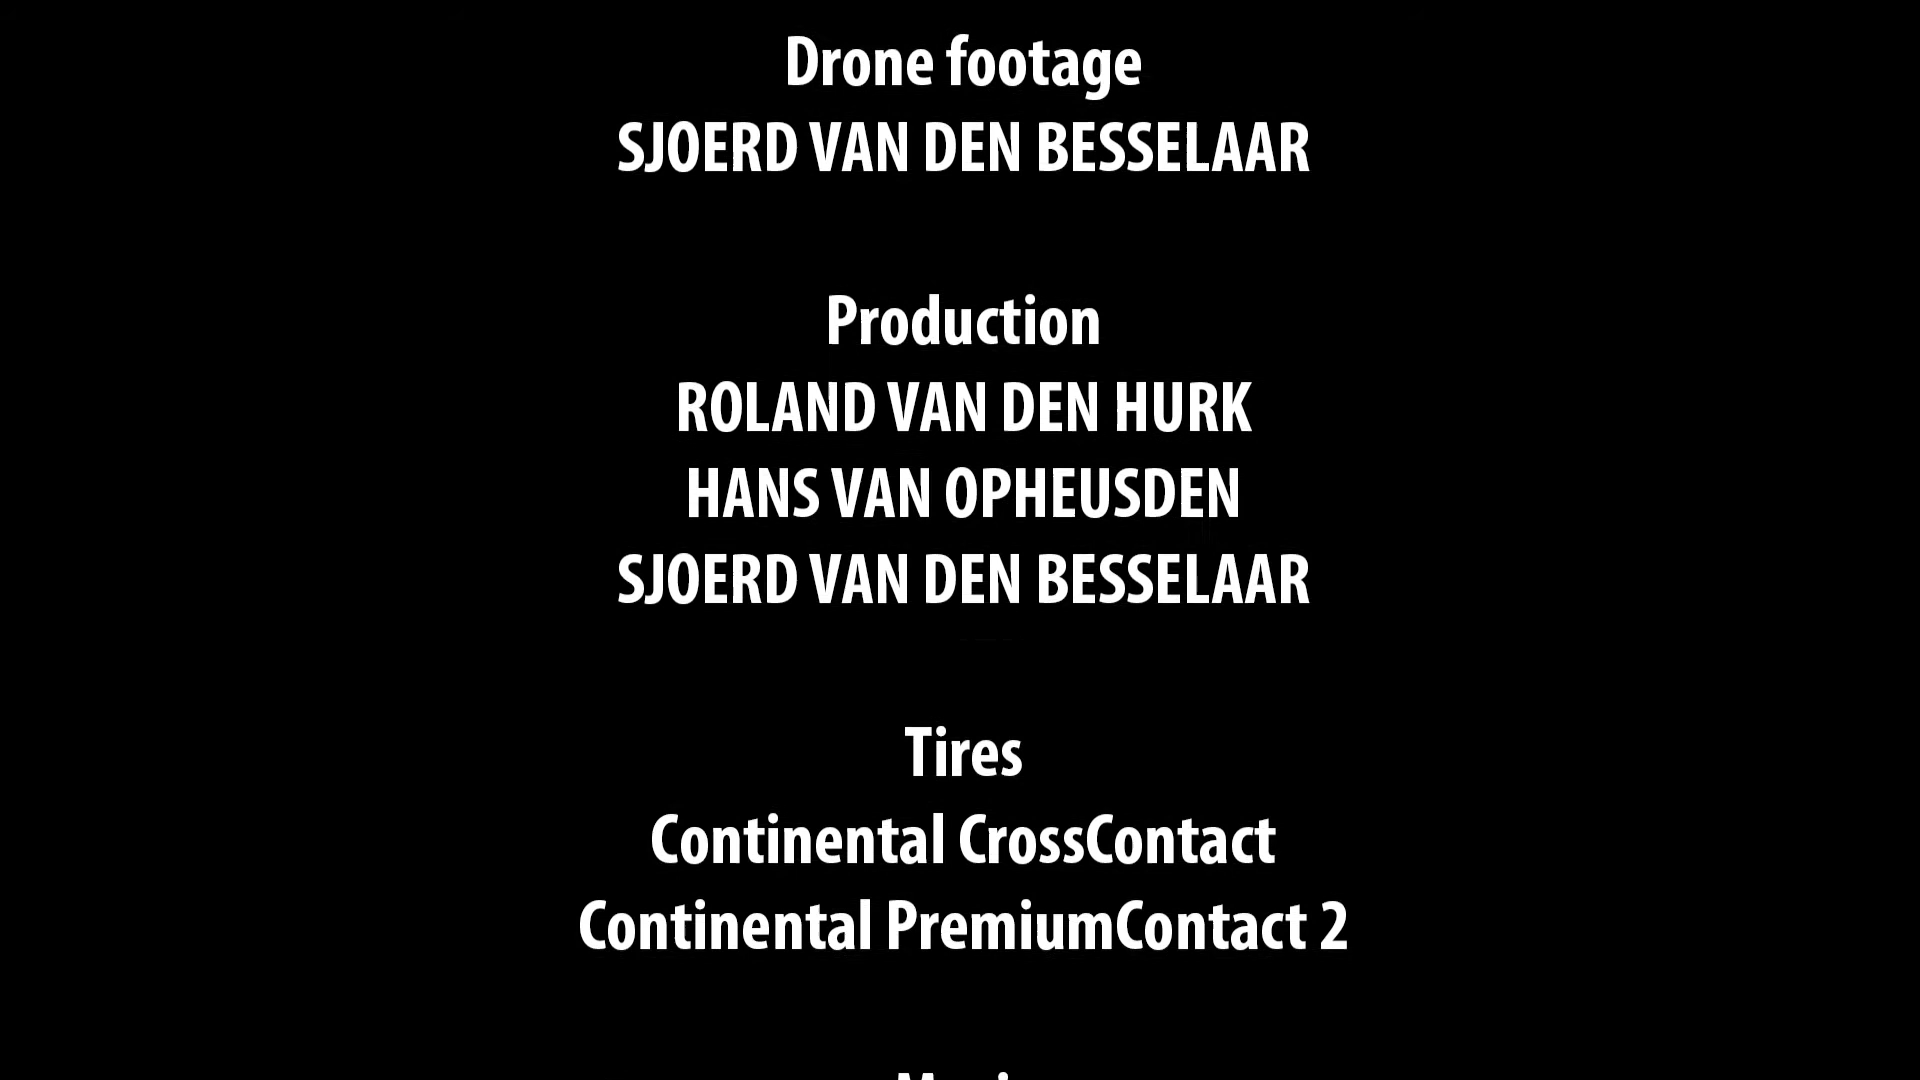 Drone footage
SJOERD VAN DEN BESSELAAR
Production
ROLAND VAN DEN HURK
HANS VAN OPHEUSDEN
SJOERD VAN DEN BESSELAAR
Tires
Continental CrossContact
Continental PremiumContact 2